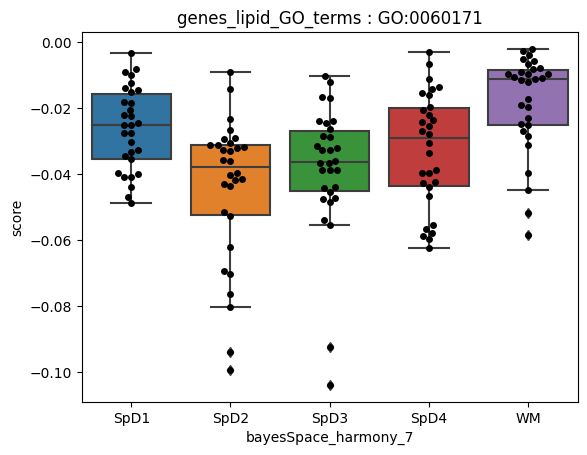 genes_lipid_GO_terms : GO:0060171
0.00
−0.02
−0.04
−0.06
−0.08
−0.10
score
SpD1 SpD2 SpD3 SpD4 WM
bayesSpace_harmony_7